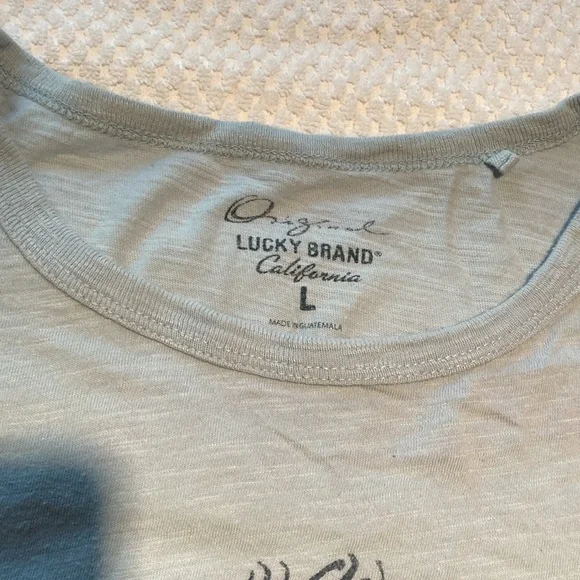 Original
LUCKY BRAND®
California
L
MADE IN GUATEMALA